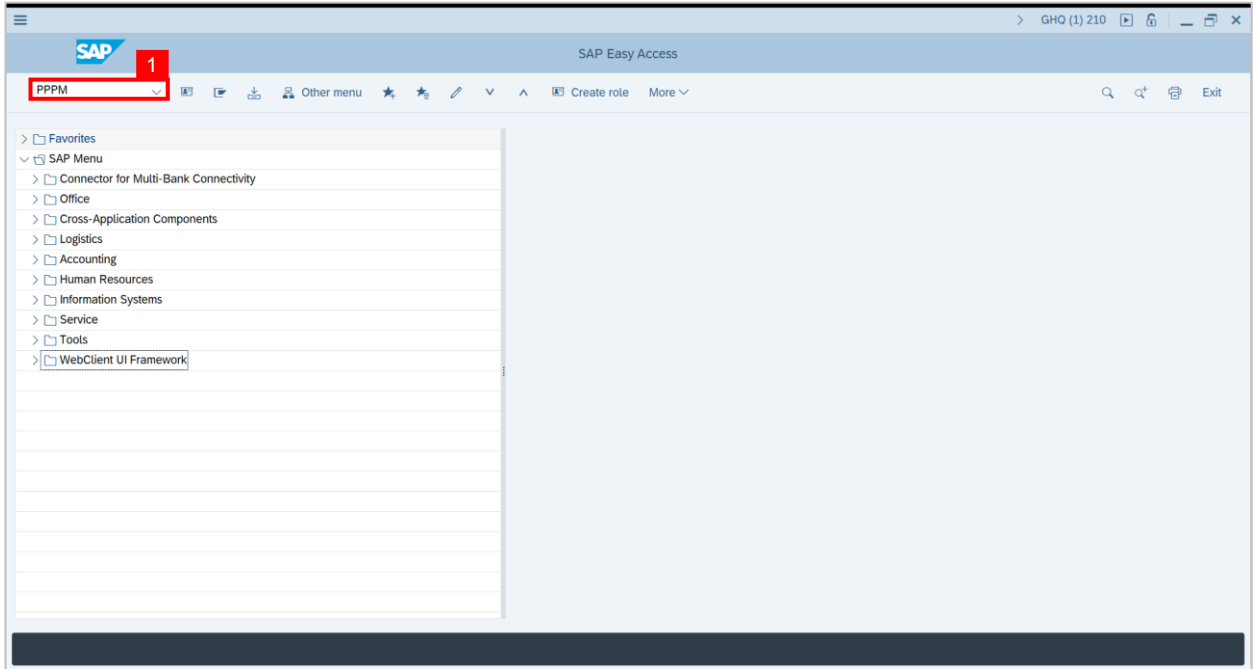 GHQ (1) 210
SAP
SAP Easy Access
1
PPPM
Other menu
Create role
More
Exit
Favorites
SAP Menu
Connector for Multi-Bank Connectivity
Office
Cross-Application Components
Logistics
Accounting
Human Resources
Information Systems
Service
Tools
WebClient UI Framework